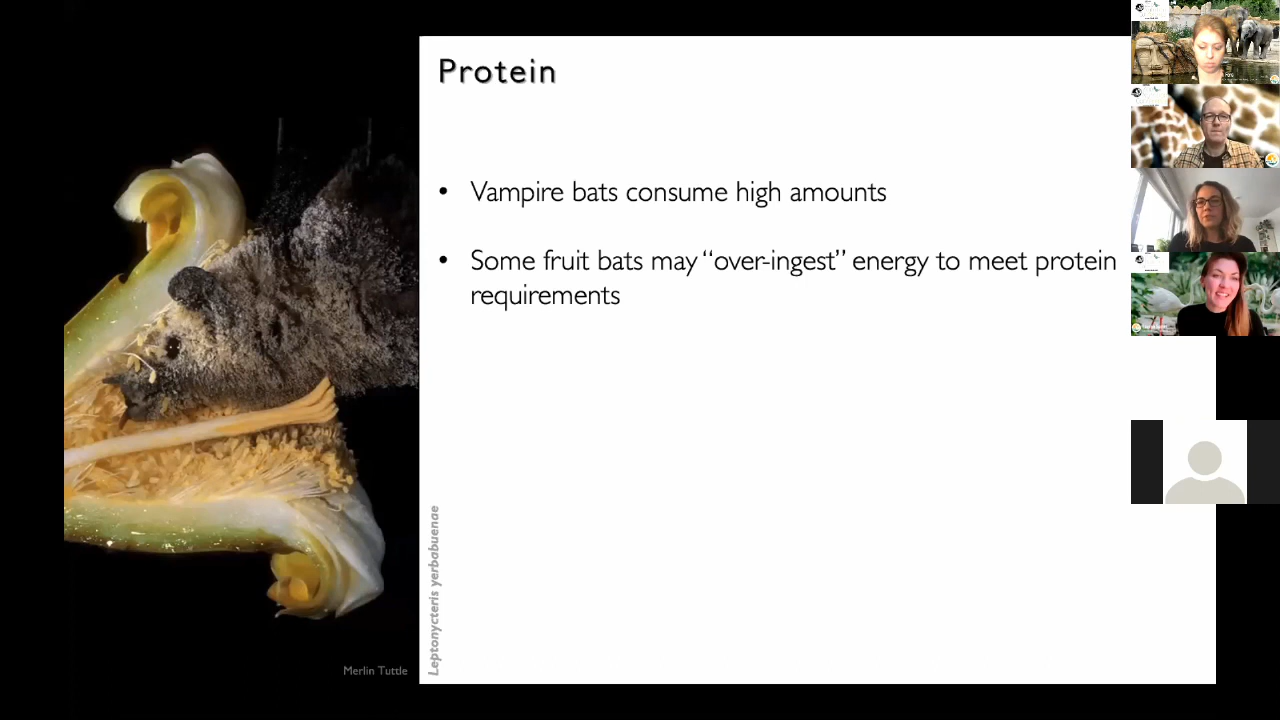 Protein
• Vampire bats consume high amounts
• Some fruit bats may “over-ingest” energy to meet protein
requirements
Leptonycteris yerbabuenae
Merlin Tuttle